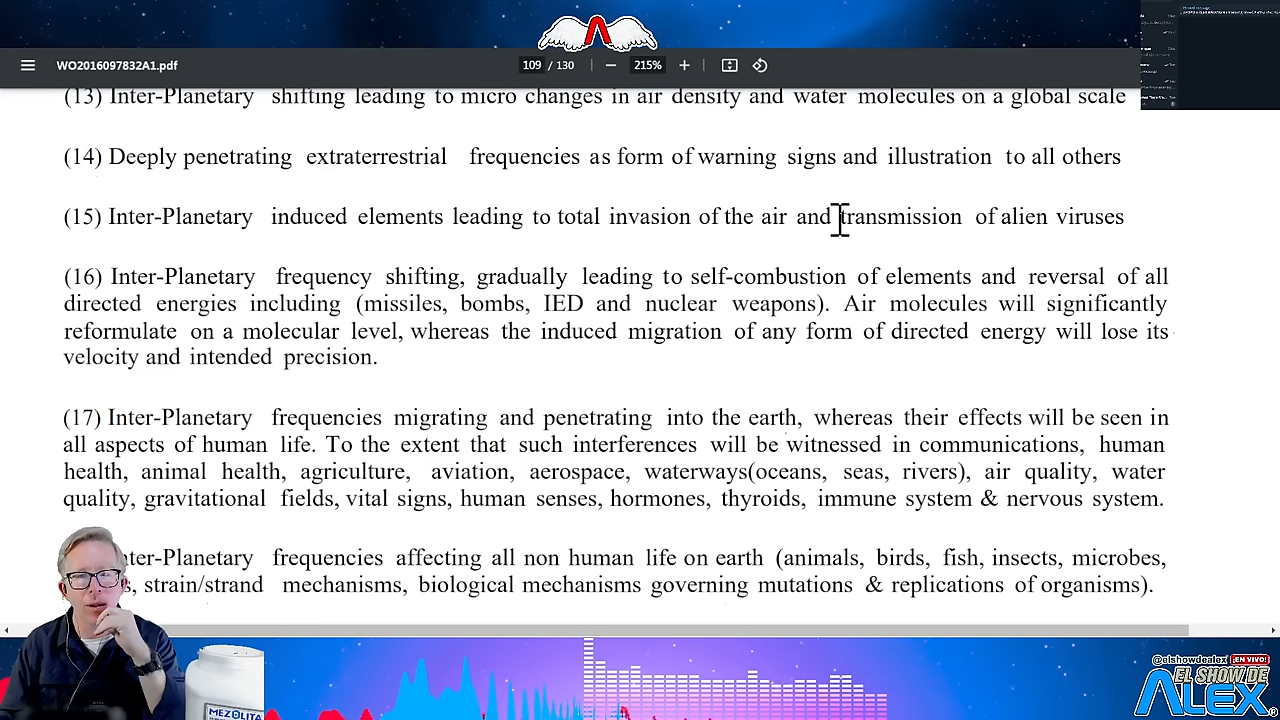 WO2016097832A1.pdf
109 / 130
215%
(13) Inter-Planetary shifting leading to micro changes in air density and water molecules on a global scale
(14) Deeply penetrating extraterrestrial frequencies as form of warning signs and illustration to all others
(15) Inter-Planetary induced elements leading to total invasion of the air and transmission of alien viruses
(16) Inter-Planetary frequency shifting, gradually leading to self-combustion of elements and reversal of all
directed energies including (missiles, bombs, IED and nuclear weapons). Air molecules will significantly
reformulate on a molecular level, whereas the induced migration of any form of directed energy will lose its
velocity and intended precision.
(17) Inter-Planetary frequencies migrating and penetrating into the earth, whereas their effects will be seen in
all aspects of human life. To the extent that such interferences will be witnessed in communications, human
health, animal health, agriculture, aviation, aerospace, waterways(oceans, seas, rivers), air quality, water
quality, gravitational fields, vital signs, human senses, hormones, thyroids, immune system & nervous system.
nter-Planetary frequencies affecting all non human life on earth (animals, birds, fish, insects, microbes,
strain/strand mechanisms, biological mechanisms governing mutations & replications of organisms).
@elshowdealex ¡EN VIVO!
EL SHOW DE
ALEX
MEZOLITA